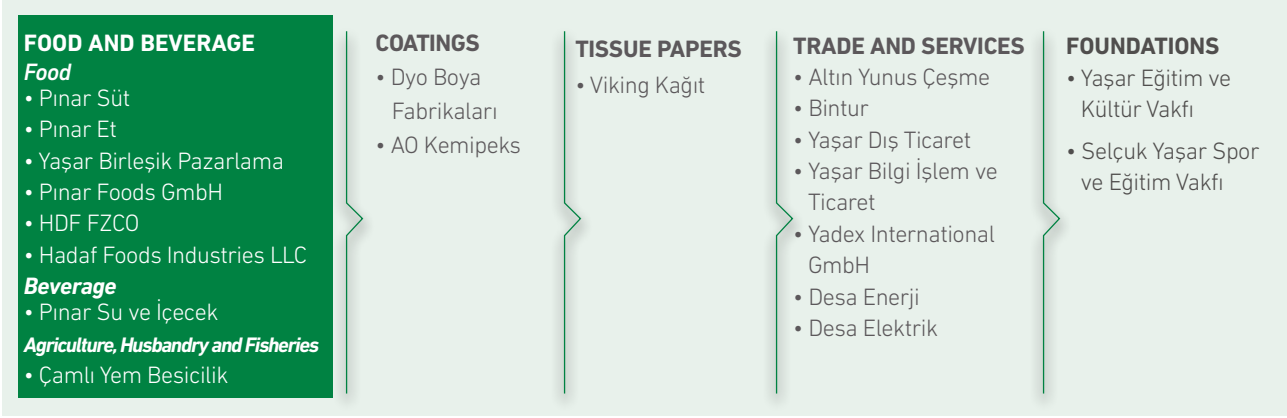 FOOD AND BEVERAGE
Food
• Pınar Süt
• Pınar Et
• Yaşar Birleşik Pazarlama
• Pınar Foods GmbH
• HDF FZCO
• Hadaf Foods Industries LLC
Beverage
• Pınar Su ve İçecek
Agriculture, Husbandry and Fisheries
• Çamlı Yem Besicilik
COATINGS
• Dyo Boya
Fabrikaları
• AO Kemipeks
TISSUE PAPERS
• Viking Kağıt
TRADE AND SERVICES
• Altın Yunus Çeşme
• Bintur
• Yaşar Dış Ticaret
• Yaşar Bilgi İşlem ve
Ticaret
• Yadex International
GmbH
• Desa Enerji
• Desa Elektrik
FOUNDATIONS
• Yaşar Eğitim ve
Kültür Vakfı
• Selçuk Yaşar Spor
ve Eğitim Vakfı